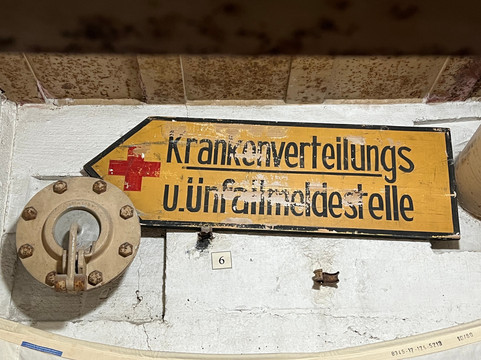 Krankenverteilungs
u.Unfallmeldestelle
6